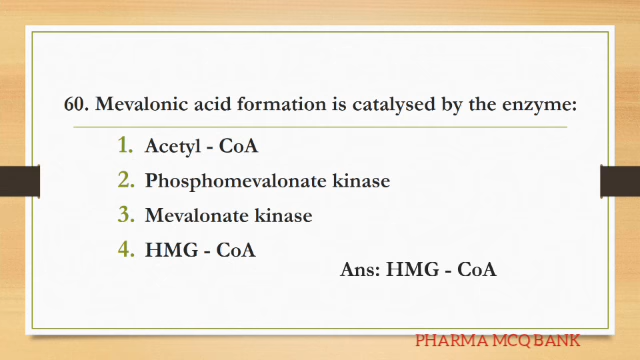 60. Mevalonic acid formation is catalysed by the enzyme:
1. Acetyl - CoA
2. Phosphomevalonate kinase
3. Mevalonate kinase
4. HMG - CoA
Ans: HMG - CoA
PHARMA MCQ BANK